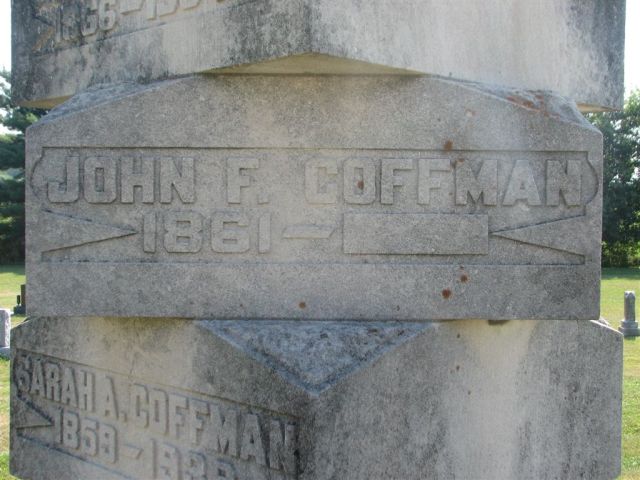 JOHN F. COFFMAN
1861 —
SARAH A. COFFMAN
1858 –